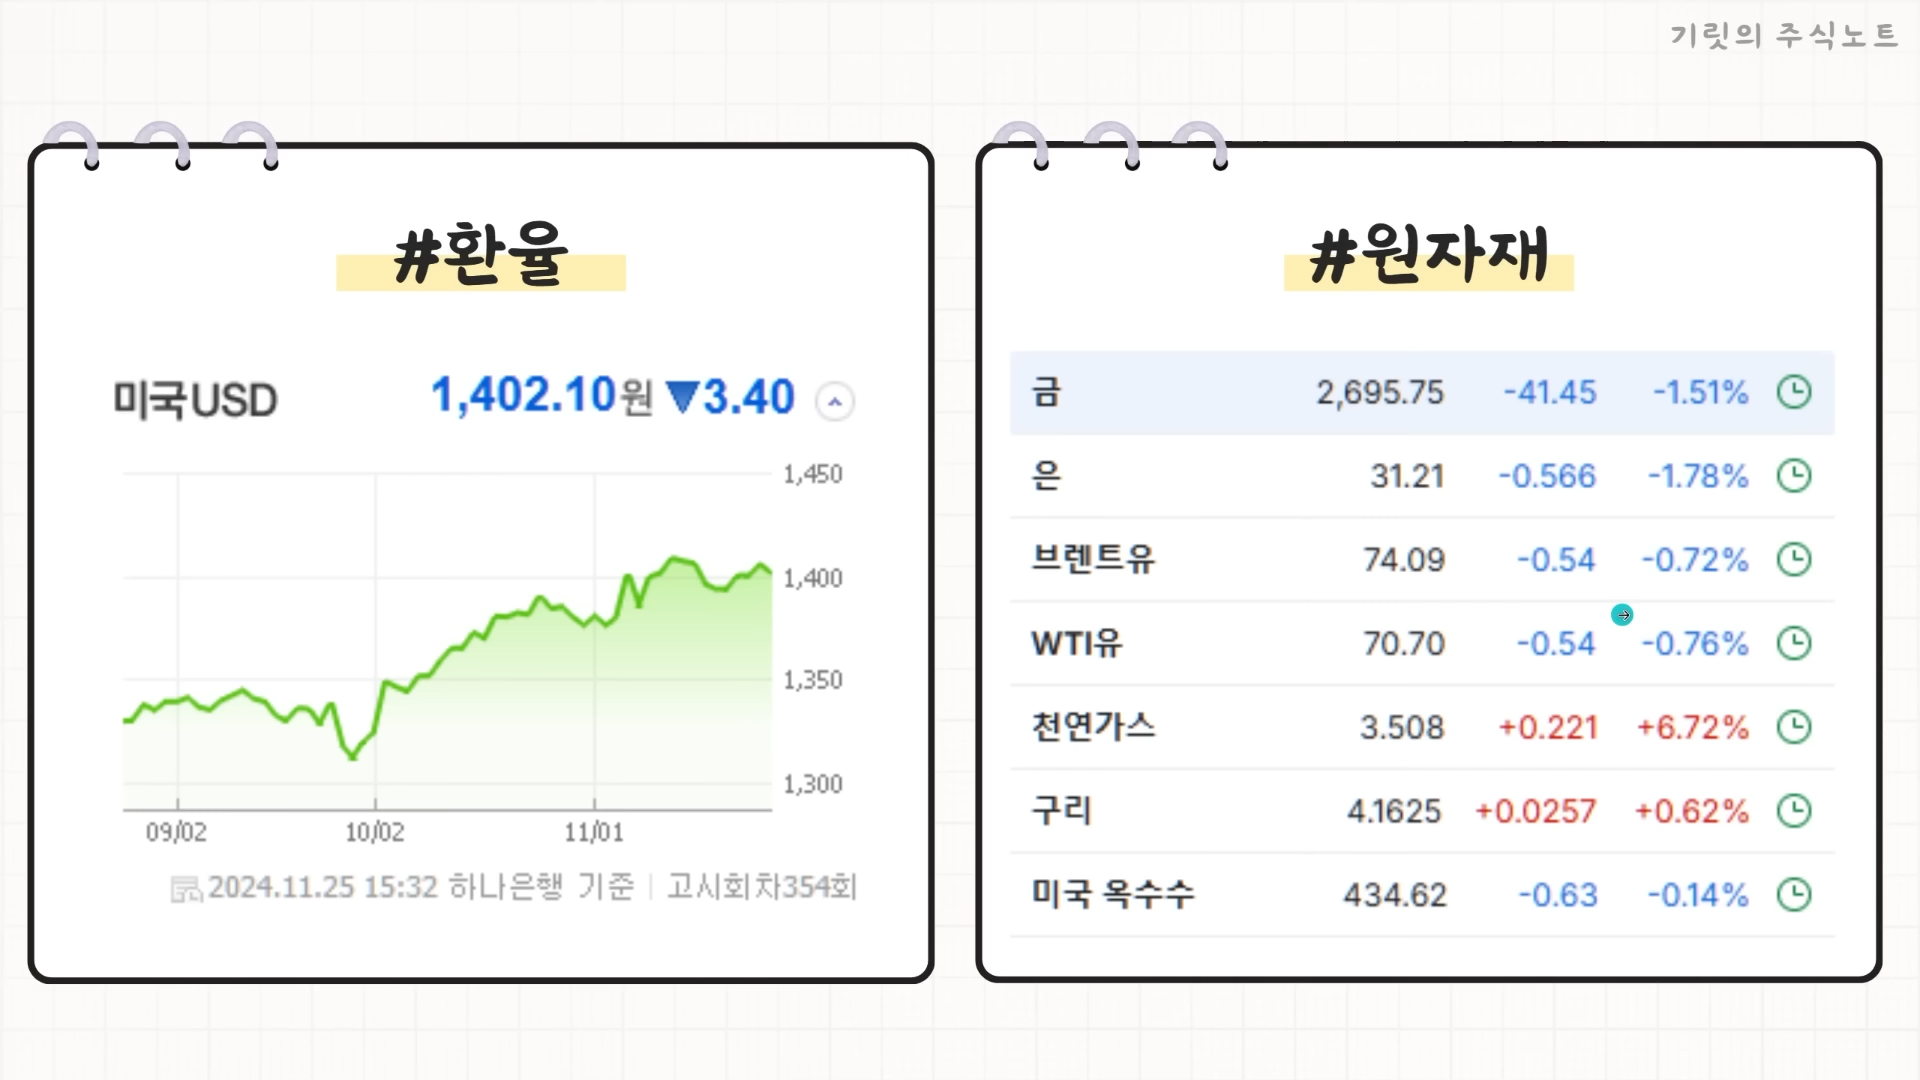 기릿의 주식노트
#환율
미국USD 1,402.10원 ▼3.40
1,450
1,400
1,350
1,300
09/02 10/02 11/01
2024.11.25 15:32 하나은행 기준 | 고시회차354회
#원자재
금 2,695.75 -41.45 -1.51%
은 31.21 -0.566 -1.78%
브렌트유 74.09 -0.54 -0.72%
WTI유 70.70 -0.54 -0.76%
천연가스 3.508 +0.221 +6.72%
구리 4.1625 +0.0257 +0.62%
미국 옥수수 434.62 -0.63 -0.14%